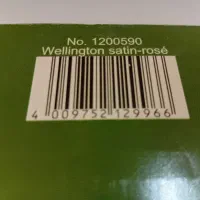 No. 1200590
Wellington satin-rosé
4 009752 129966